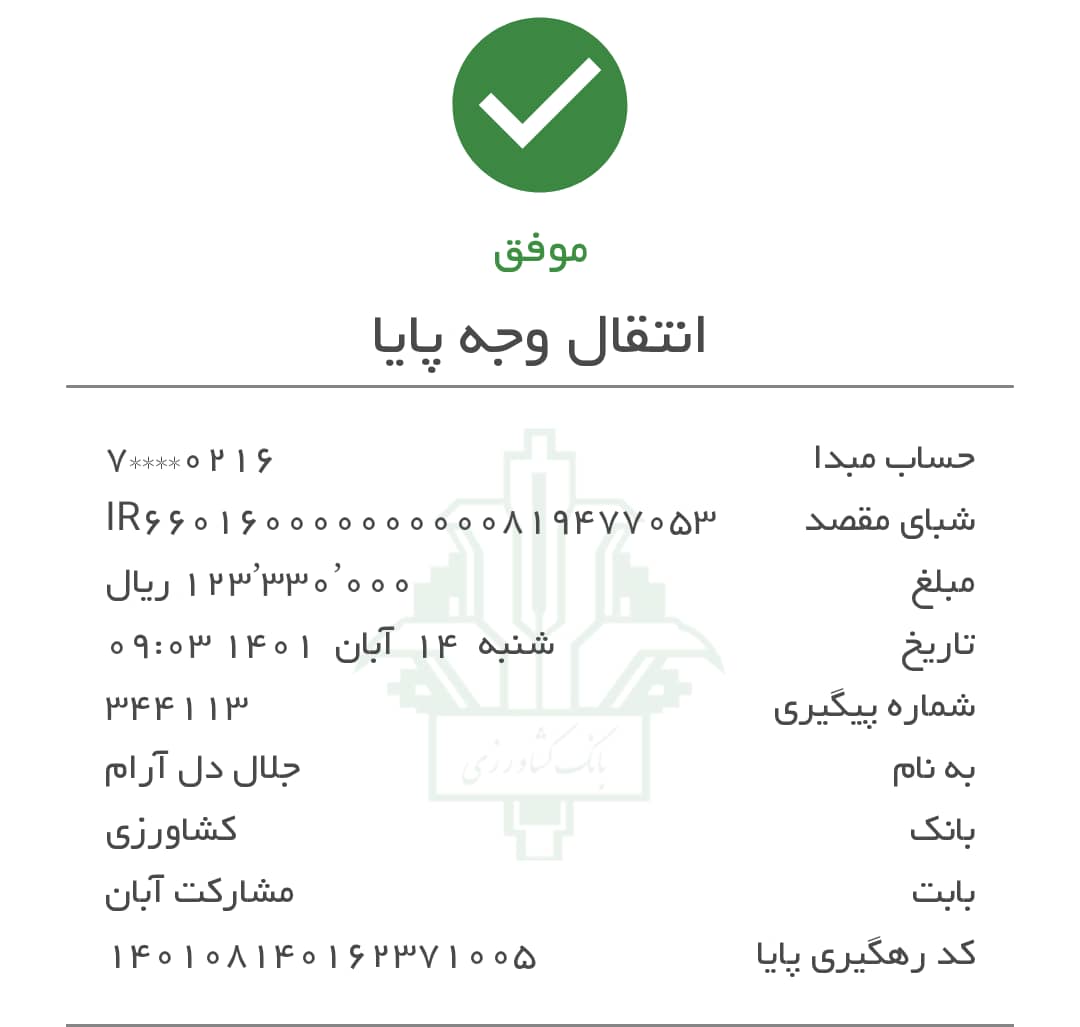 موفق
انتقال وجه پایا
حساب مبدا ۷****۰۲۱۶
شبای مقصد IR۶۶۰۱۶۰۰۰۰۰۰۰۰۰۰۸۱۹۴۷۷۰۵۳
مبلغ ۱۲۳٬۳۳۰٬۰۰۰ ریال
تاریخ شنبه ۱۴ آبان ۱۴۰۱ ۰۹:۰۳
شماره پیگیری ۳۴۴۱۱۳
به نام جلال دل آرام
بانک کشاورزی
بانک کشاورزی
بابت مشارکت آبان
کد رهگیری پایا ۱۴۰۱۰۸۱۴۰۱۶۲۳۷۱۰۰۵